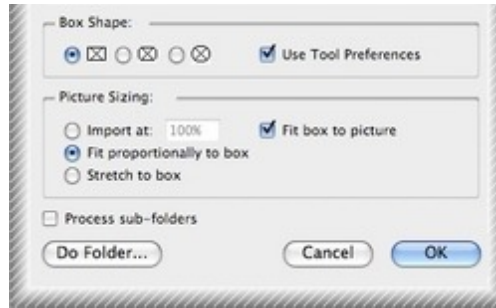 Box Shape:
Use Tool Preferences
Picture Sizing:
Import at: 100% Fit box to picture
Fit proportionally to box
Stretch to box
Process sub-folders
Do Folder... Cancel OK